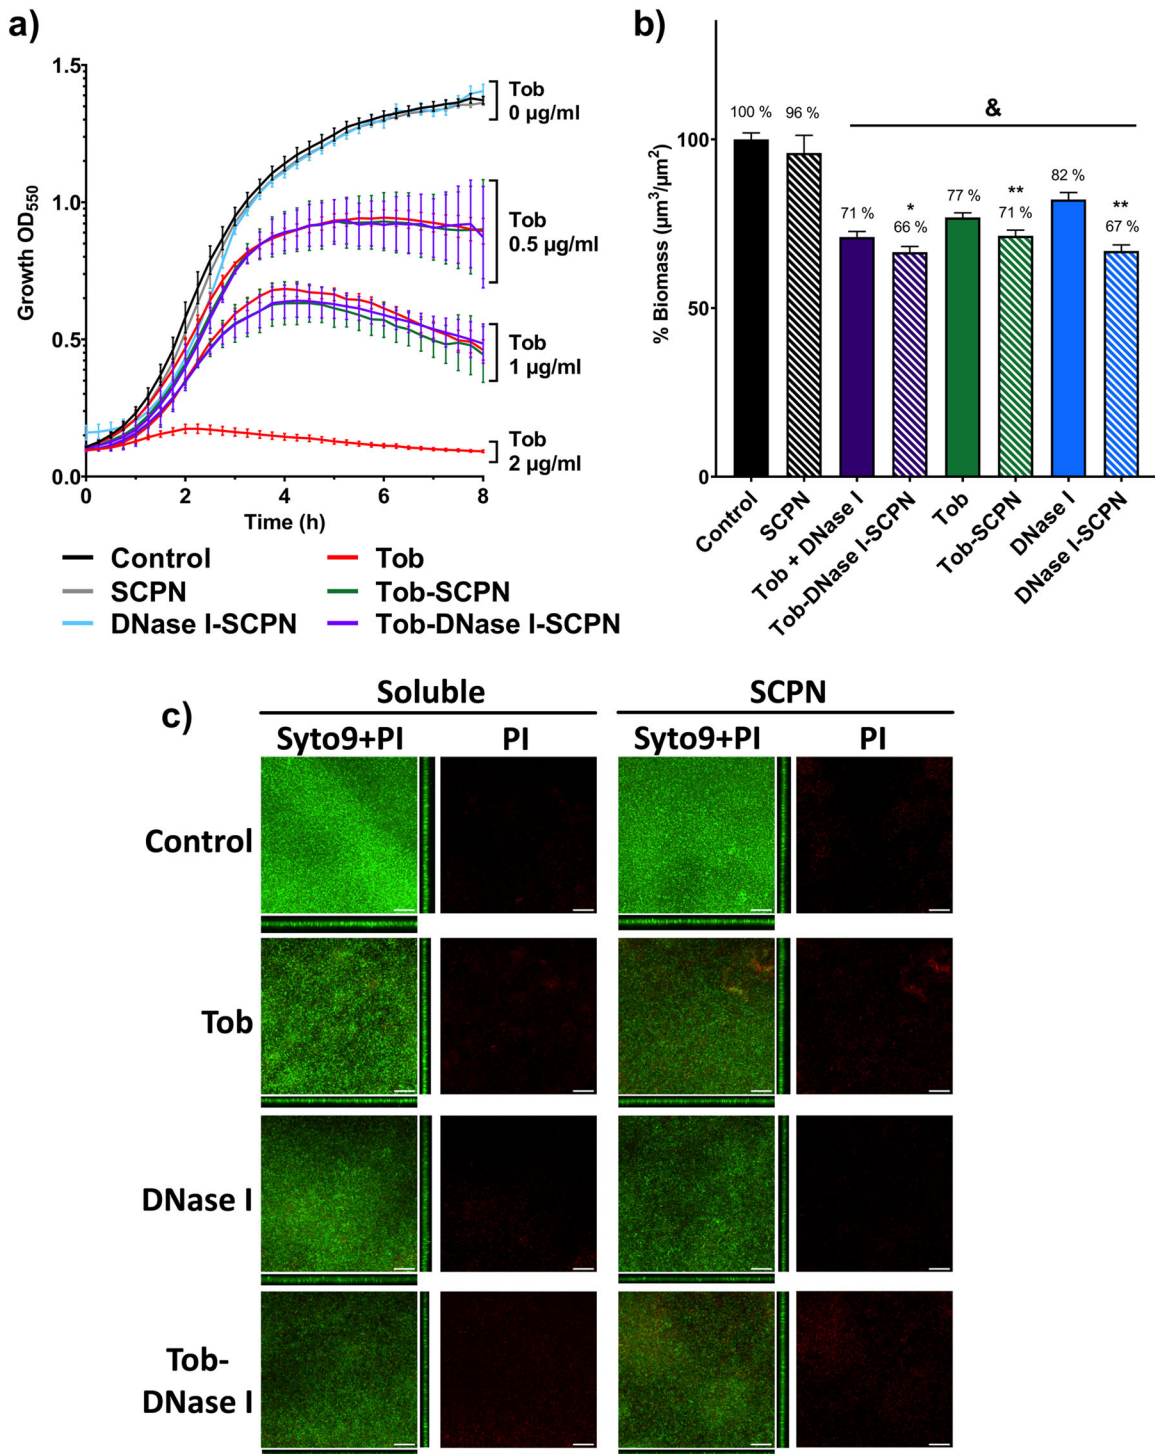 a)
1.5
1.0
0.5
0.0
Growth OD550
0
2
4
6
8
Time (h)
Tob
0 µg/ml
Tob
0.5 µg/ml
Tob
1 µg/ml
Tob
2 µg/ml
Control
SCPN
DNase I-SCPN
Tob
Tob-SCPN
Tob-DNase I-SCPN
b)
% Biomass (µm³/µm²)
100
50
0
&
100 %
96 %
71 %
*
66 %
77 %
**
71 %
82 %
**
67 %
Control
SCPN
Tob + DNase I
Tob-DNase I-SCPN
Tob
Tob-SCPN
DNase I
DNase I-SCPN
c)
Soluble
SCPN
Syto9+PI
PI
Syto9+PI
PI
Control
Tob
DNase I
Tob-
DNase I